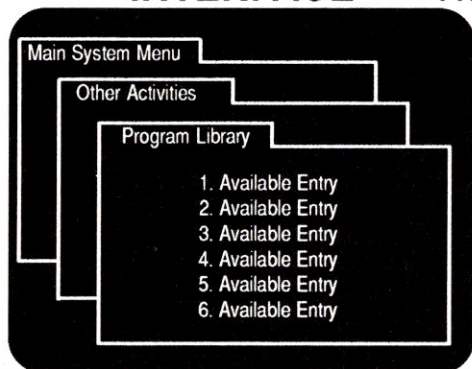 Main System Menu
Other Activities
Program Library
1. Available Entry
2. Available Entry
3. Available Entry
4. Available Entry
5. Available Entry
6. Available Entry